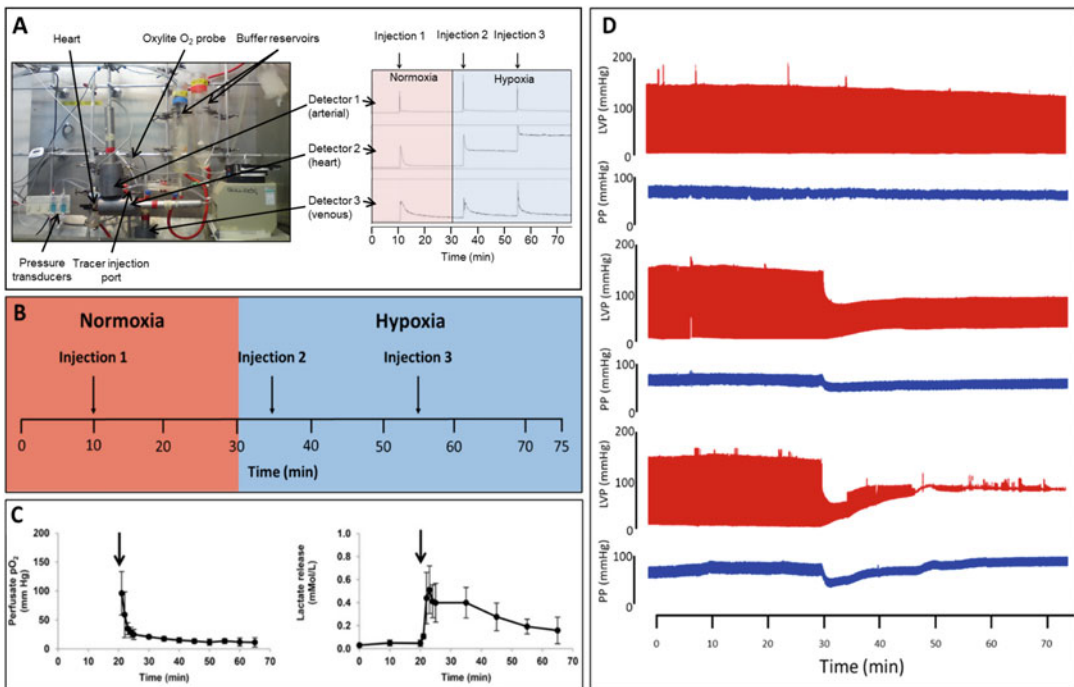 A
Heart
Oxylite O₂ probe
Buffer reservoirs
Pressure transducers
Tracer injection port
Injection 1
Injection 2
Injection 3
Normoxia
Hypoxia
Detector 1 (arterial)
Detector 2 (heart)
Detector 3 (venous)
0 10 20 30 40 50 60 70
Time (min)
B
Normoxia
Hypoxia
Injection 1
Injection 2
Injection 3
0 10 20 30 40 50 60 70 75
Time (min)
C
Perfusate pO₂ (mm Hg)
200
150
100
50
0
0 10 20 30 40 50 60 70
Time (min)
Lactate release (mMol/L)
1.0
0.8
0.6
0.4
0.2
0.0
0 10 20 30 40 50 60 70
Time (min)
D
LVP (mmHg)
200
100
0
PP (mmHg)
100
0
LVP (mmHg)
200
100
0
PP (mmHg)
100
0
LVP (mmHg)
200
100
0
PP (mmHg)
100
0
0 10 20 30 40 50 60 70
Time (min)